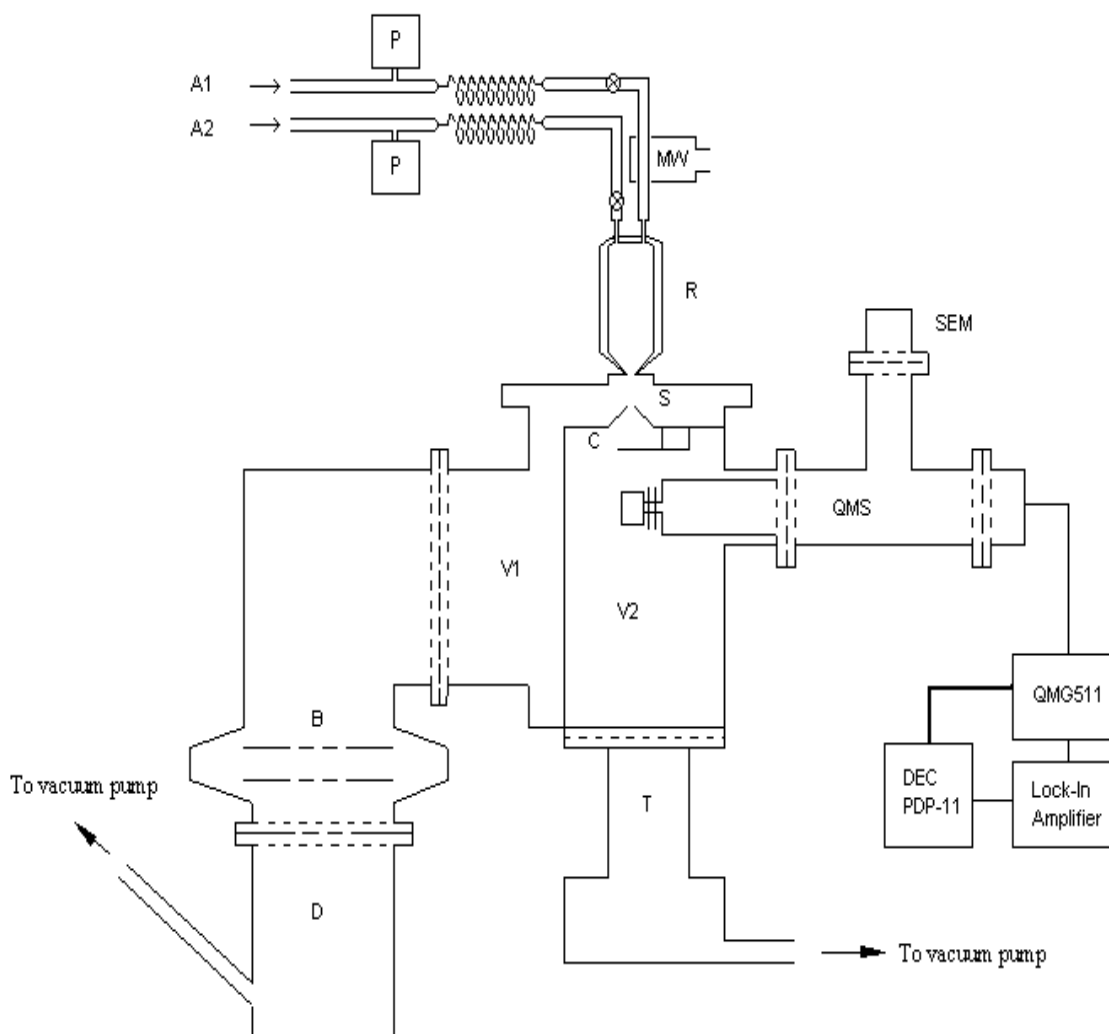 P
A1
A2
P
MW
R
SEM
S
C
QMS
V1
V2
QMG511
B
To vacuum pump
DEC
PDP-11
Lock-In
Amplifier
T
D
To vacuum pump